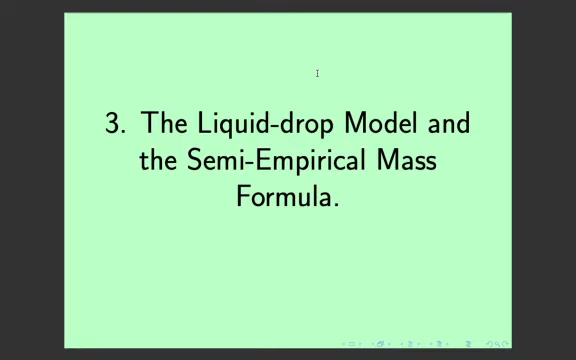 3. The Liquid-drop Model and
the Semi-Empirical Mass
Formula.